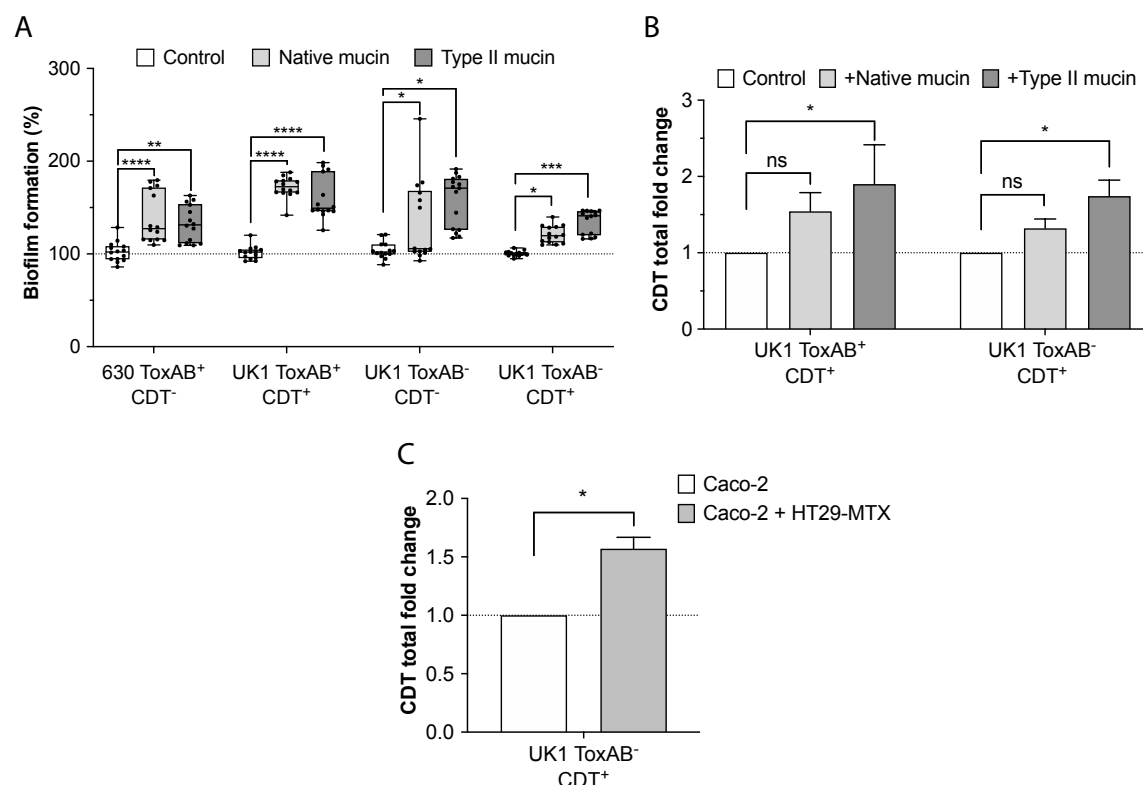 A
Control Native mucin Type II mucin
Biofilm formation (%)
300
200
100
0
**
****
****
****
*
*
***
*
630 ToxAB⁺
CDT⁻
UK1 ToxAB⁺
CDT⁺
UK1 ToxAB⁻
CDT⁻
UK1 ToxAB⁻
CDT⁺
B
Control +Native mucin +Type II mucin
CDT total fold change
3
2
1
0
*
ns
*
ns
UK1 ToxAB⁺
CDT⁺
UK1 ToxAB⁻
CDT⁺
C
Caco-2
Caco-2 + HT29-MTX
CDT total fold change
2.0
1.5
1.0
0.5
0.0
*
UK1 ToxAB⁻
CDT⁺